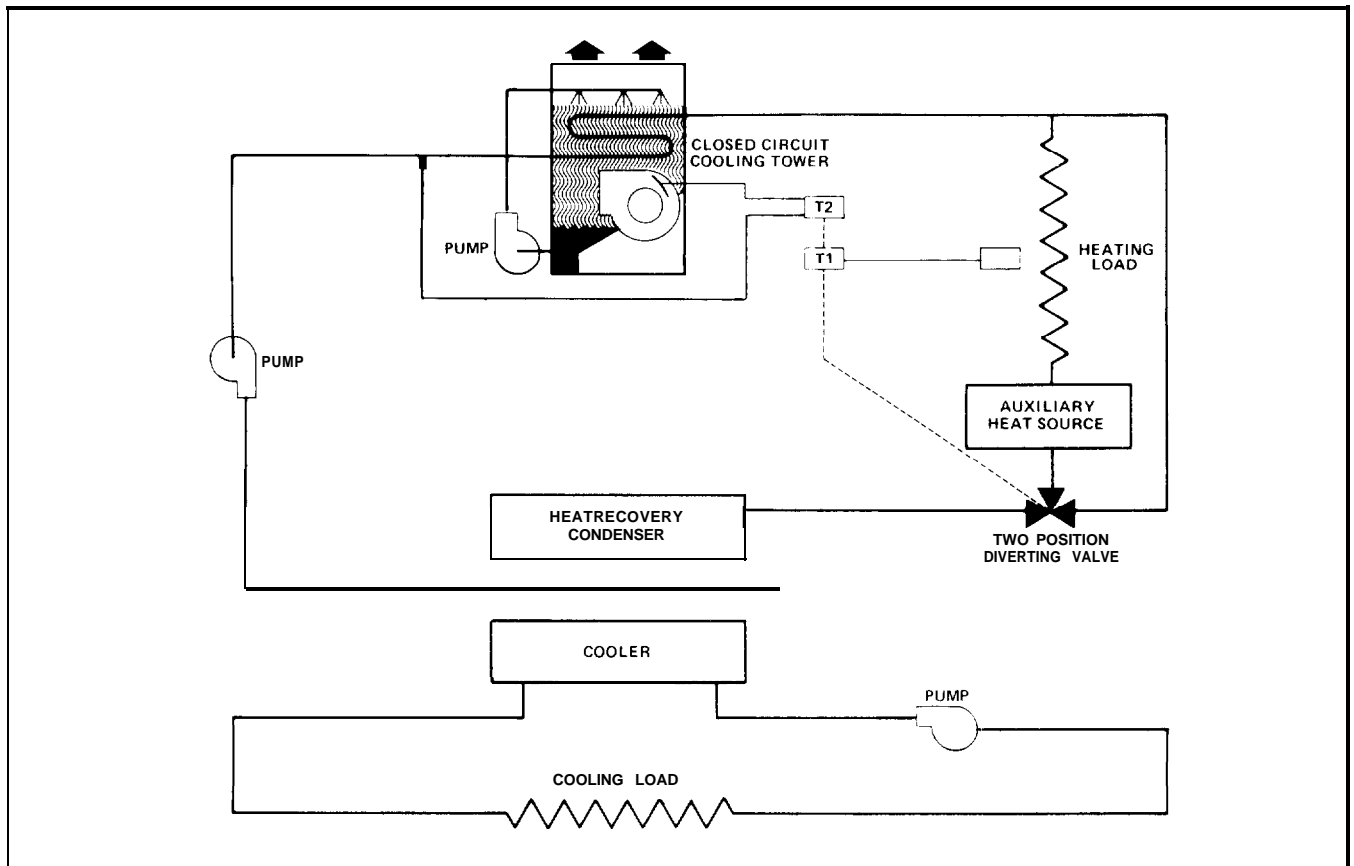 CLOSED CIRCUIT
COOLING TOWER
T2
PUMP
T1
HEATING
LOAD
PUMP
AUXILIARY
HEAT SOURCE
HEATRECOVERY
CONDENSER
TWO POSITION
DIVERTING VALVE
COOLER
PUMP
COOLING LOAD